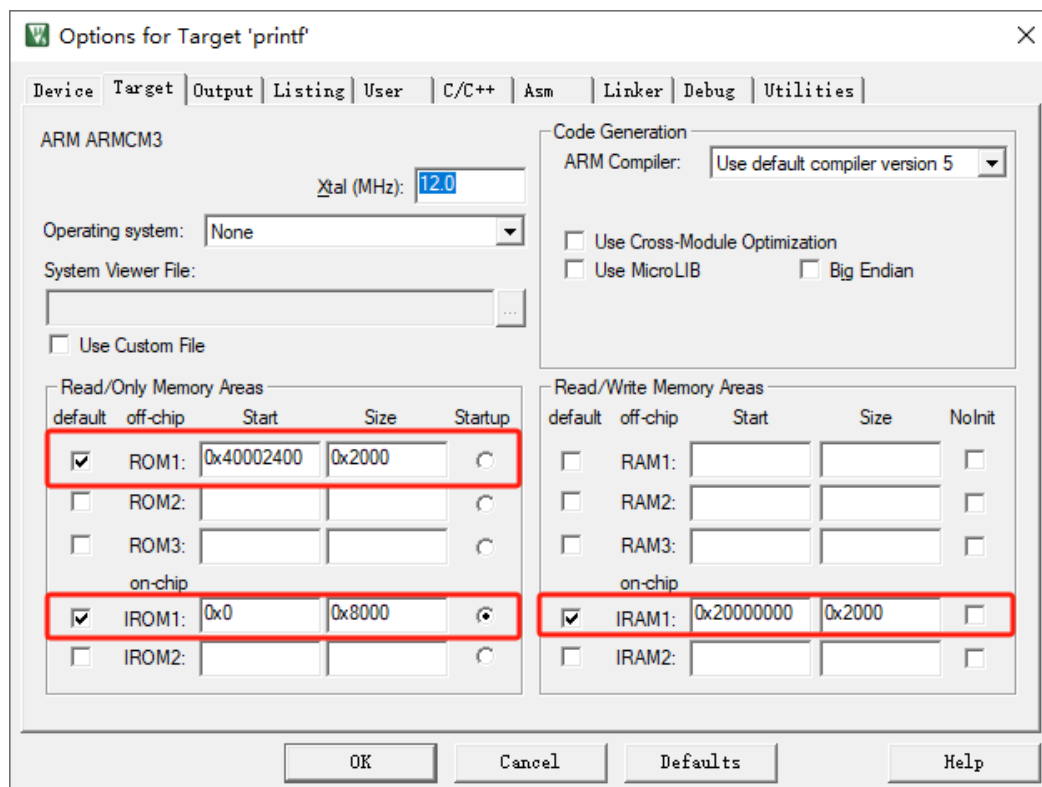 Options for Target 'printf'
Device Target Output Listing User C/C++ Asm Linker Debug Utilities
ARM ARMCM3
Xtal (MHz): 12.0
Operating system: None
System Viewer File:
...
Use Custom File
Code Generation
ARM Compiler: Use default compiler version 5
Use Cross-Module Optimization
Use MicroLIB Big Endian
Read/Only Memory Areas
default off-chip Start Size Startup
ROM1: 0x40002400 0x2000
ROM2:
ROM3:
on-chip
IROM1: 0x0 0x8000
IROM2:
Read/Write Memory Areas
default off-chip Start Size NoInit
RAM1:
RAM2:
RAM3:
on-chip
IRAM1: 0x20000000 0x2000
IRAM2:
OK Cancel Defaults Help